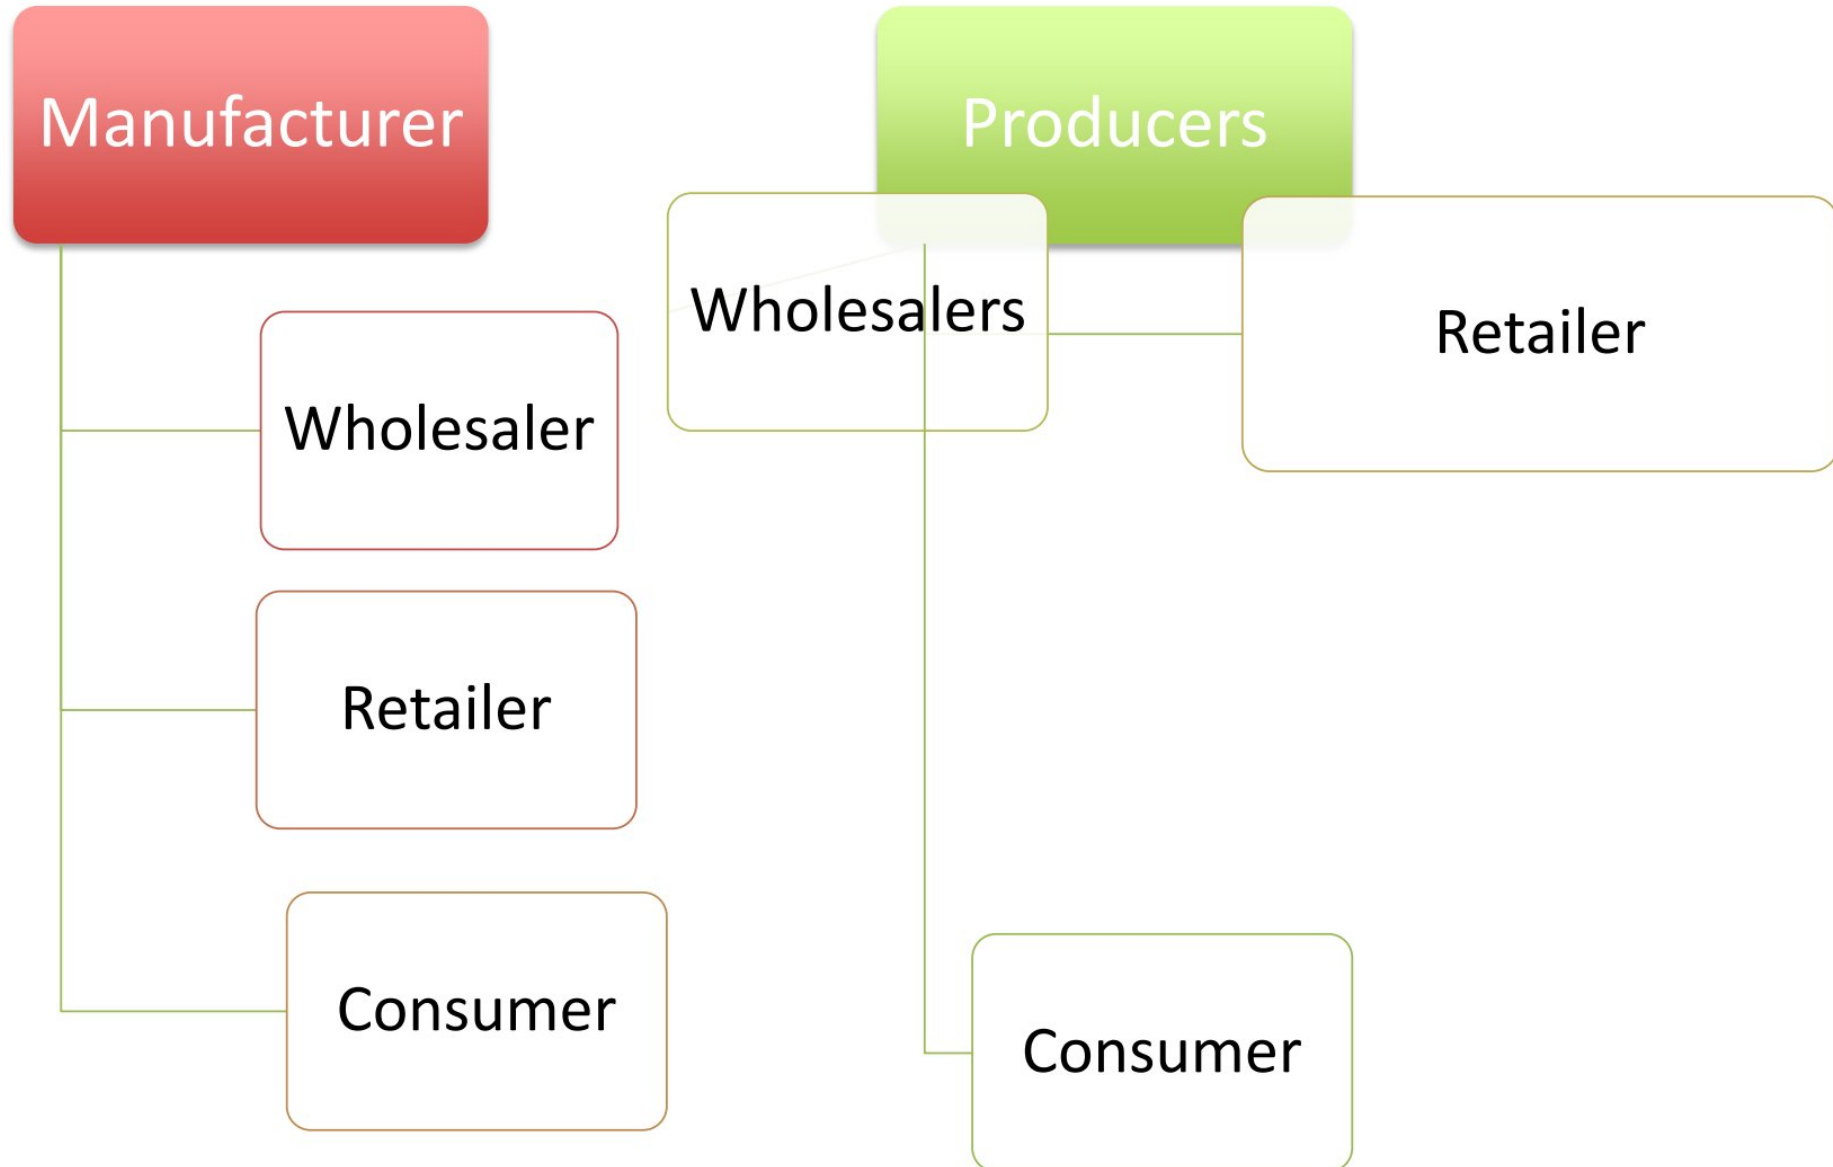 Manufacturer
Wholesaler
Retailer
Consumer
Producers
Wholesalers
Retailer
Consumer